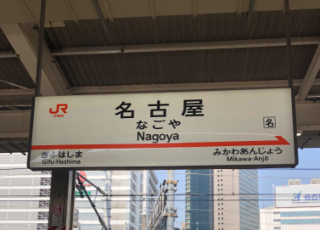 JR
名古屋
なごや
Nagoya
名
ぎふはしま
Gifu-Hashima
みかわあんじょう
Mikawa-Anjō